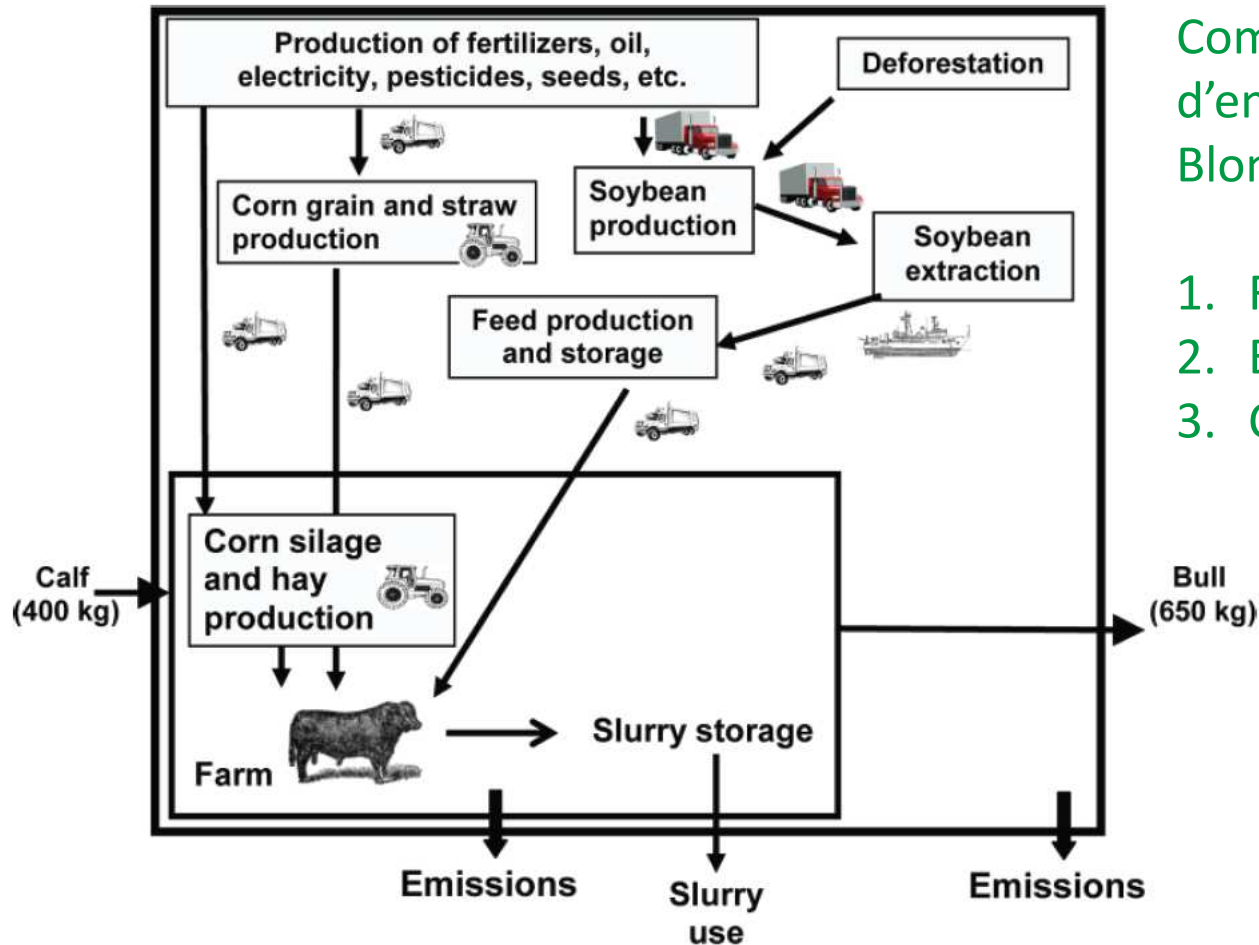 Production of fertilizers, oil,
electricity, pesticides, seeds, etc.
Deforestation
Corn grain and straw
production
Soybean
production
Soybean
extraction
Feed production
and storage
Corn silage
and hay
production
Calf
(400 kg)
Bull
(650 kg)
Farm
Slurry storage
Emissions
Slurry
use
Emissions
d'en
1.
2.
3.